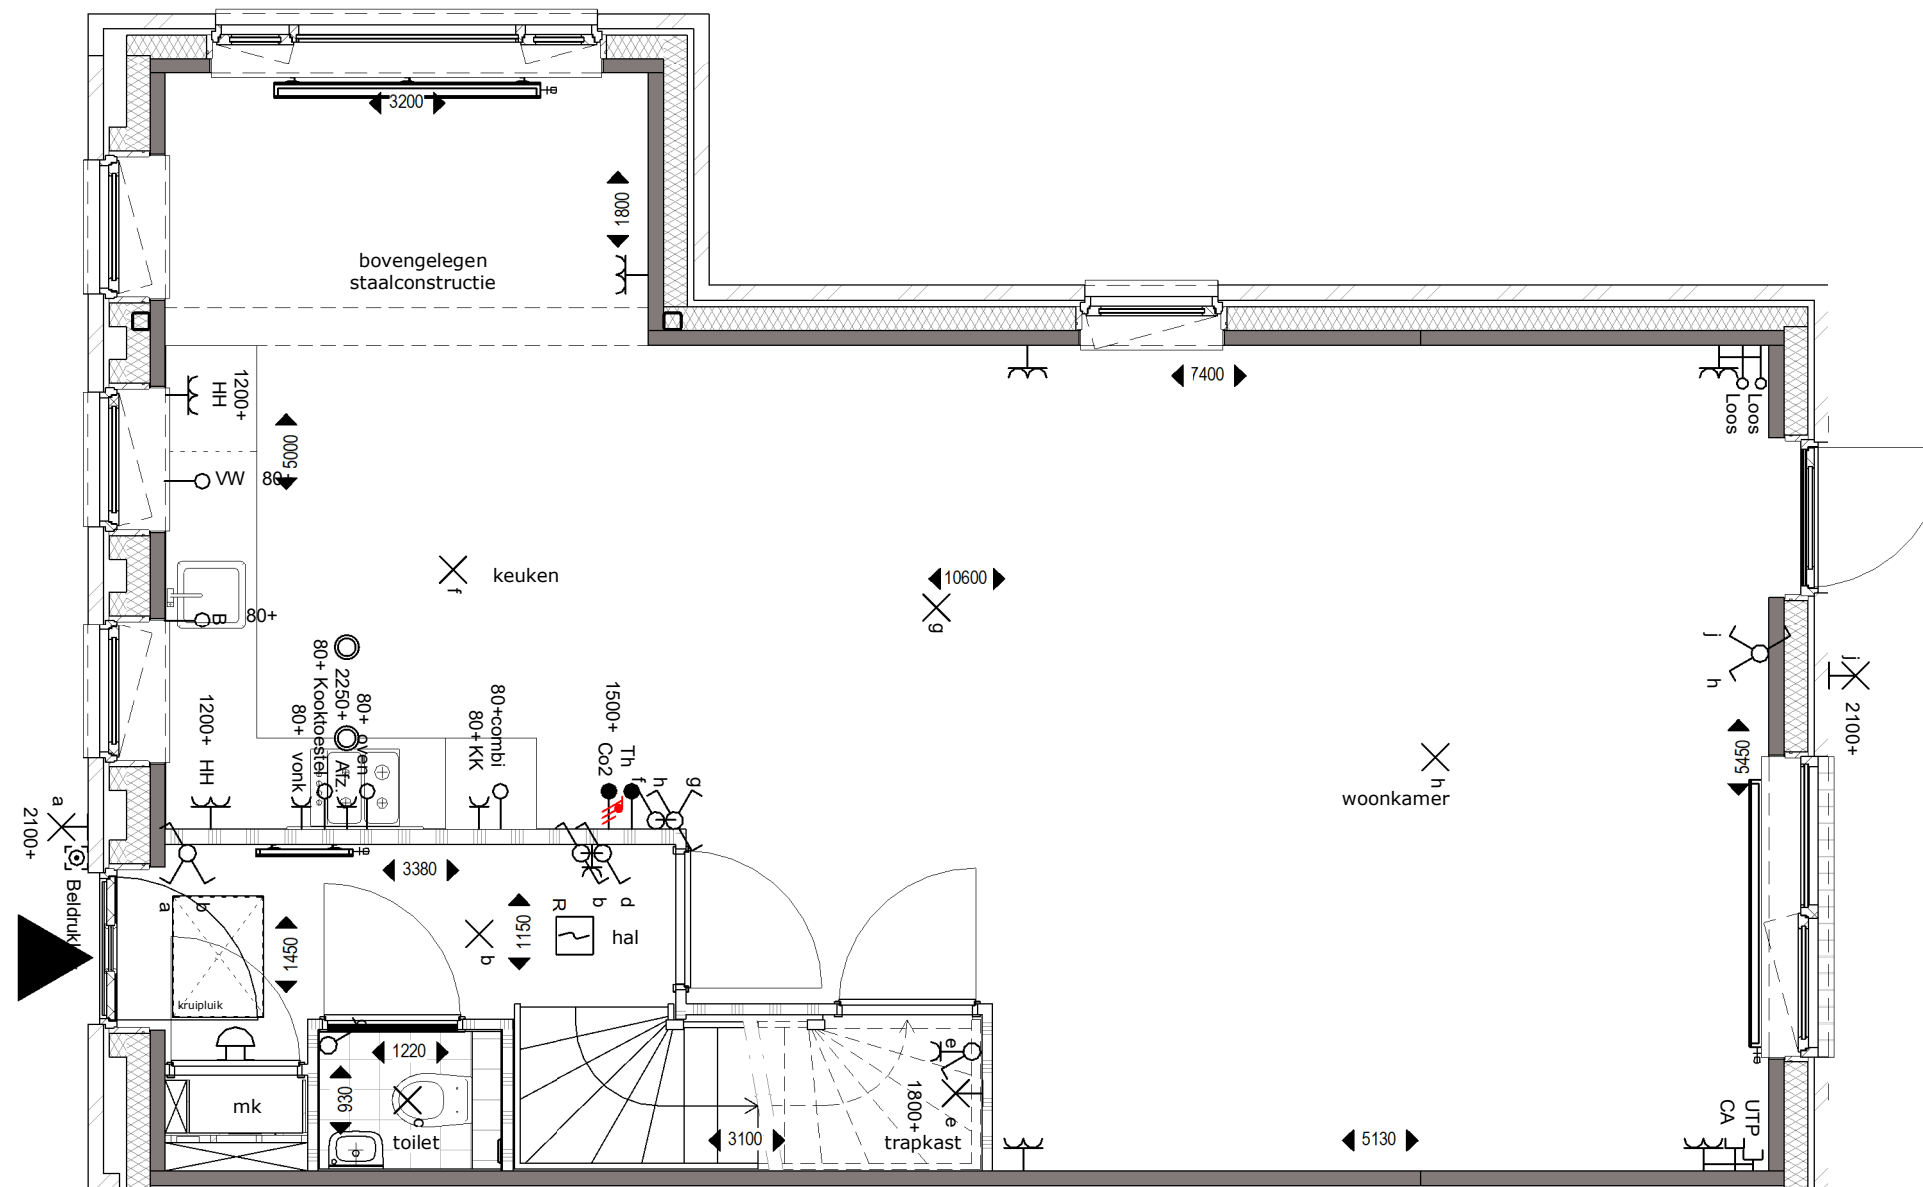 3200
1800
bovengelegen
staalconstructie
1200+
HH
5000
VW 80+
7400
Loos
Loos
f
keuken
10600
g
B 80+
j
h
j
2100+
80+ Kooktoestel
2250+
Afz.
80+ oven
80+ vonk
1200+ HH
80+combi
80+KK
1500+
Co2
Th
f
h
g
h
woonkamer
5450
a
2100+
Beldrukk
3380
a
b
1450
b
1150
R
b
d
hal
kruipluik
mk
1220
930
c
toilet
3100
e
1800+
e
trapkast
5130
CA
UTP